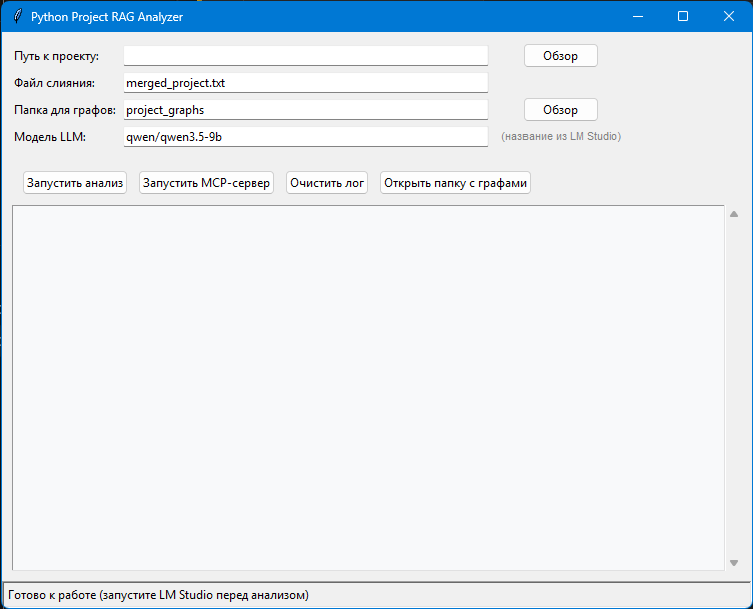 Python Project RAG Analyzer
Путь к проекту: Обзор
Файл слияния: merged_project.txt
Папка для графов: project_graphs Обзор
Модель LLM: qwen/qwen3.5-9b (название из LM Studio)
Запустить анализ Запустить MCP-сервер Очистить лог Открыть папку с графами
Готово к работе (запустите LM Studio перед анализом)